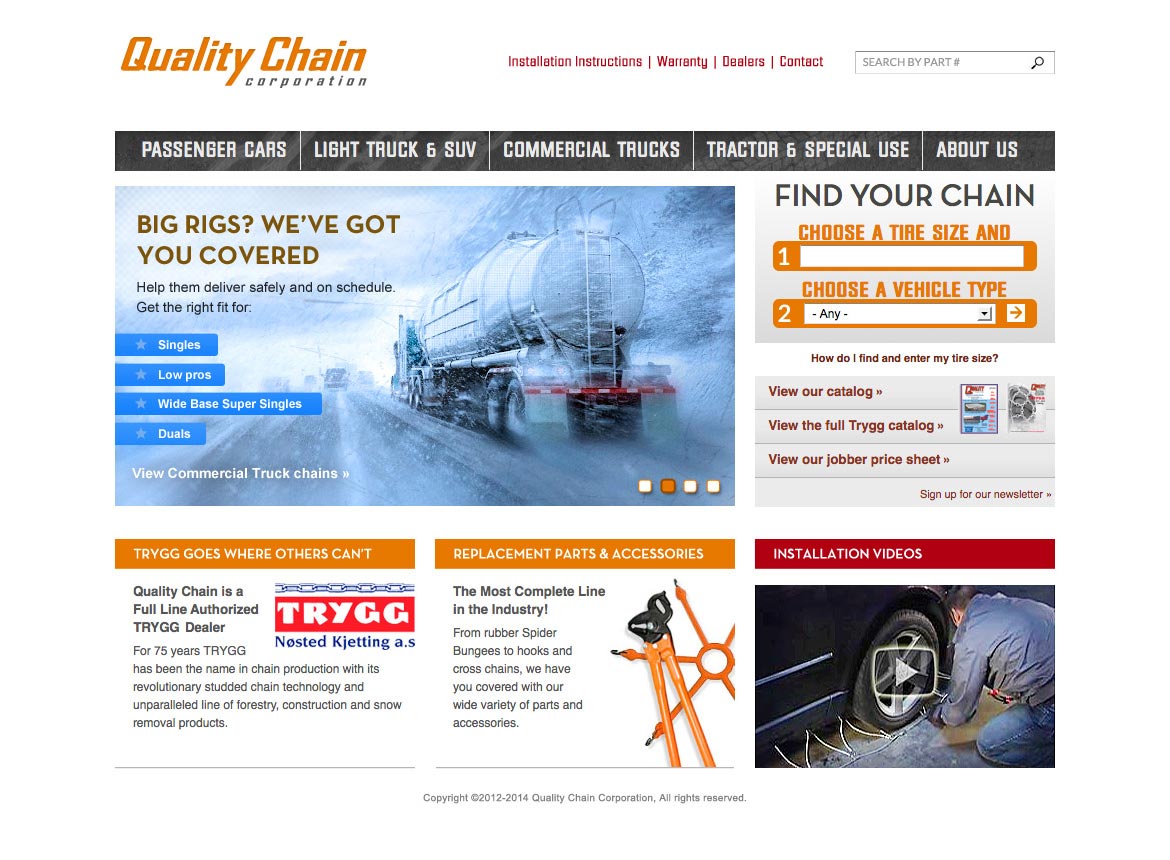 Quality Chain
corporation
Installation Instructions | Warranty | Dealers | Contact
SEARCH BY PART #
PASSENGER CARS
LIGHT TRUCK & SUV
COMMERCIAL TRUCKS
TRACTOR & SPECIAL USE
ABOUT US
BIG RIGS? WE'VE GOT
YOU COVERED
Help them deliver safely and on schedule.
Get the right fit for:
Singles
Low pros
Wide Base Super Singles
Duals
View Commercial Truck chains »
FIND YOUR CHAIN
CHOOSE A TIRE SIZE AND
1
CHOOSE A VEHICLE TYPE
2 - Any -
How do I find and enter my tire size?
View our catalog »
View the full Trygg catalog »
View our jobber price sheet »
Sign up for our newsletter »
TRYGG GOES WHERE OTHERS CAN'T
Quality Chain is a
Full Line Authorized
TRYGG Dealer
TRYGG
Nøsted Kjetting a.s
For 75 years TRYGG
has been the name in chain production with its
revolutionary studded chain technology and
unparalleled line of forestry, construction and snow
removal products.
REPLACEMENT PARTS & ACCESSORIES
The Most Complete Line
in the Industry!
From rubber Spider
Bungees to hooks and
cross chains, we have
you covered with our
wide variety of parts and
accessories.
INSTALLATION VIDEOS
Copyright ©2012-2014 Quality Chain Corporation, All rights reserved.